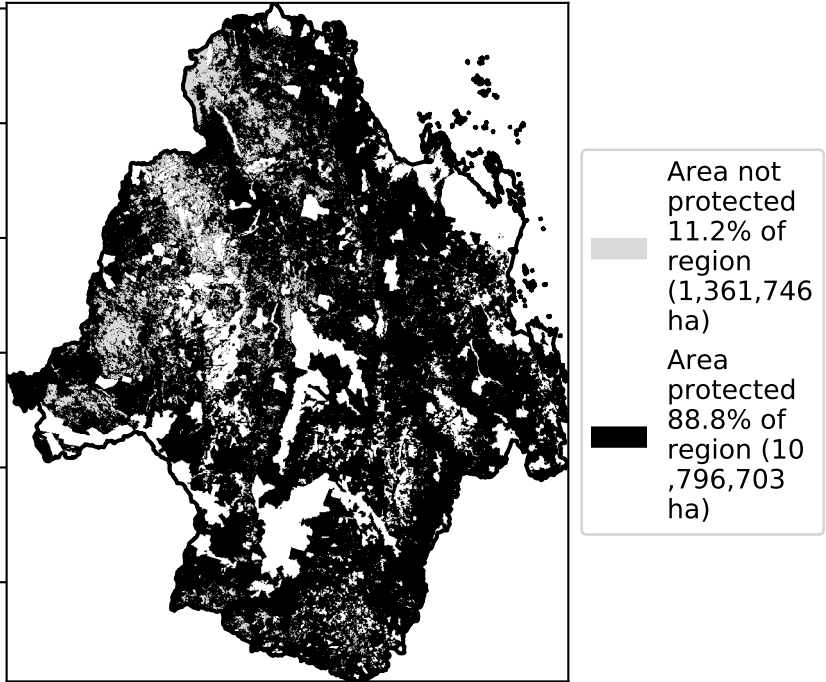 Area not
protected
11.2% of
region
(1,361,746
ha)
Area
protected
88.8% of
region (10
,796,703
ha)